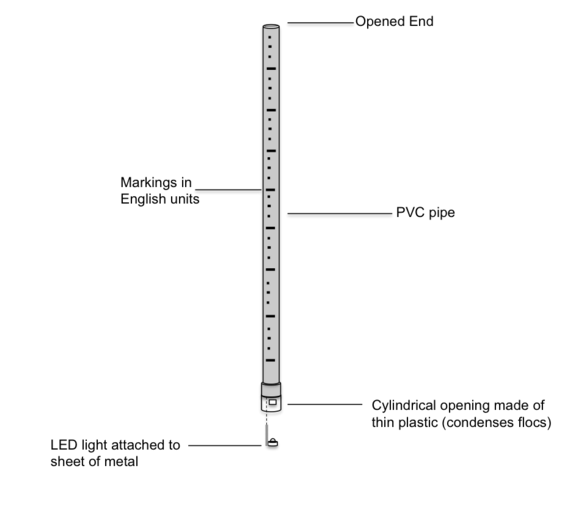 Opened End
Markings in
English units
PVC pipe
Cylindrical opening made of
thin plastic (condenses flocs)
LED light attached to
sheet of metal